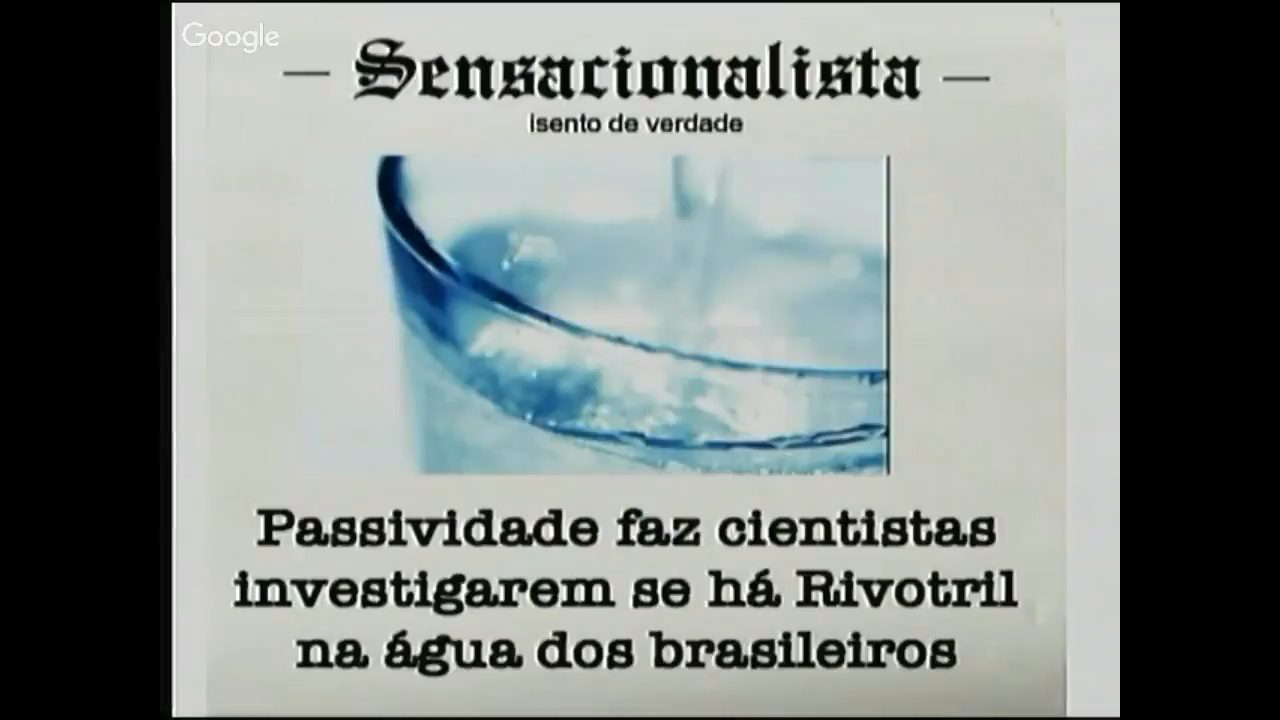 Google
Sensacionalista
isento de verdade
Passividade faz cientistas
investigarem se há Rivotril
na água dos brasileiros